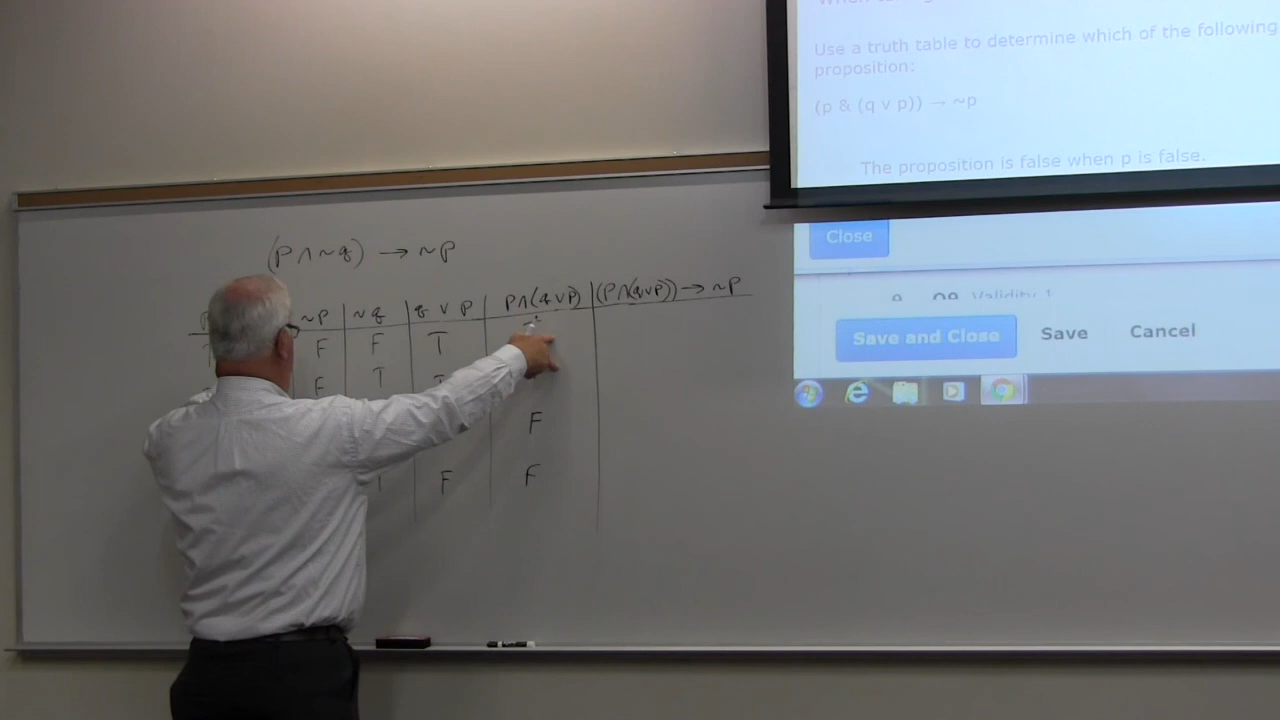 Use a truth table to determine which of the following
proposition:
(p & (q v p)) → ~p
The proposition is false when p is false.
Close
Save and Close Save Cancel
(P ∧ ~q) → ~P
P ~P ~q q v P P∧(q v P) (P∧(q v P)) → ~P
T F F T
F T
F
T F F